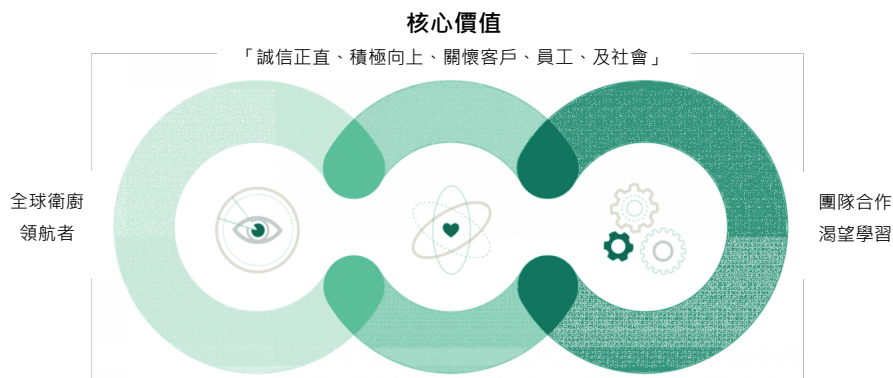 核心價值
「誠信正直、積極向上、關懷客戶、員工、及社會」
全球衛廚
領航者
團隊合作
渴望學習